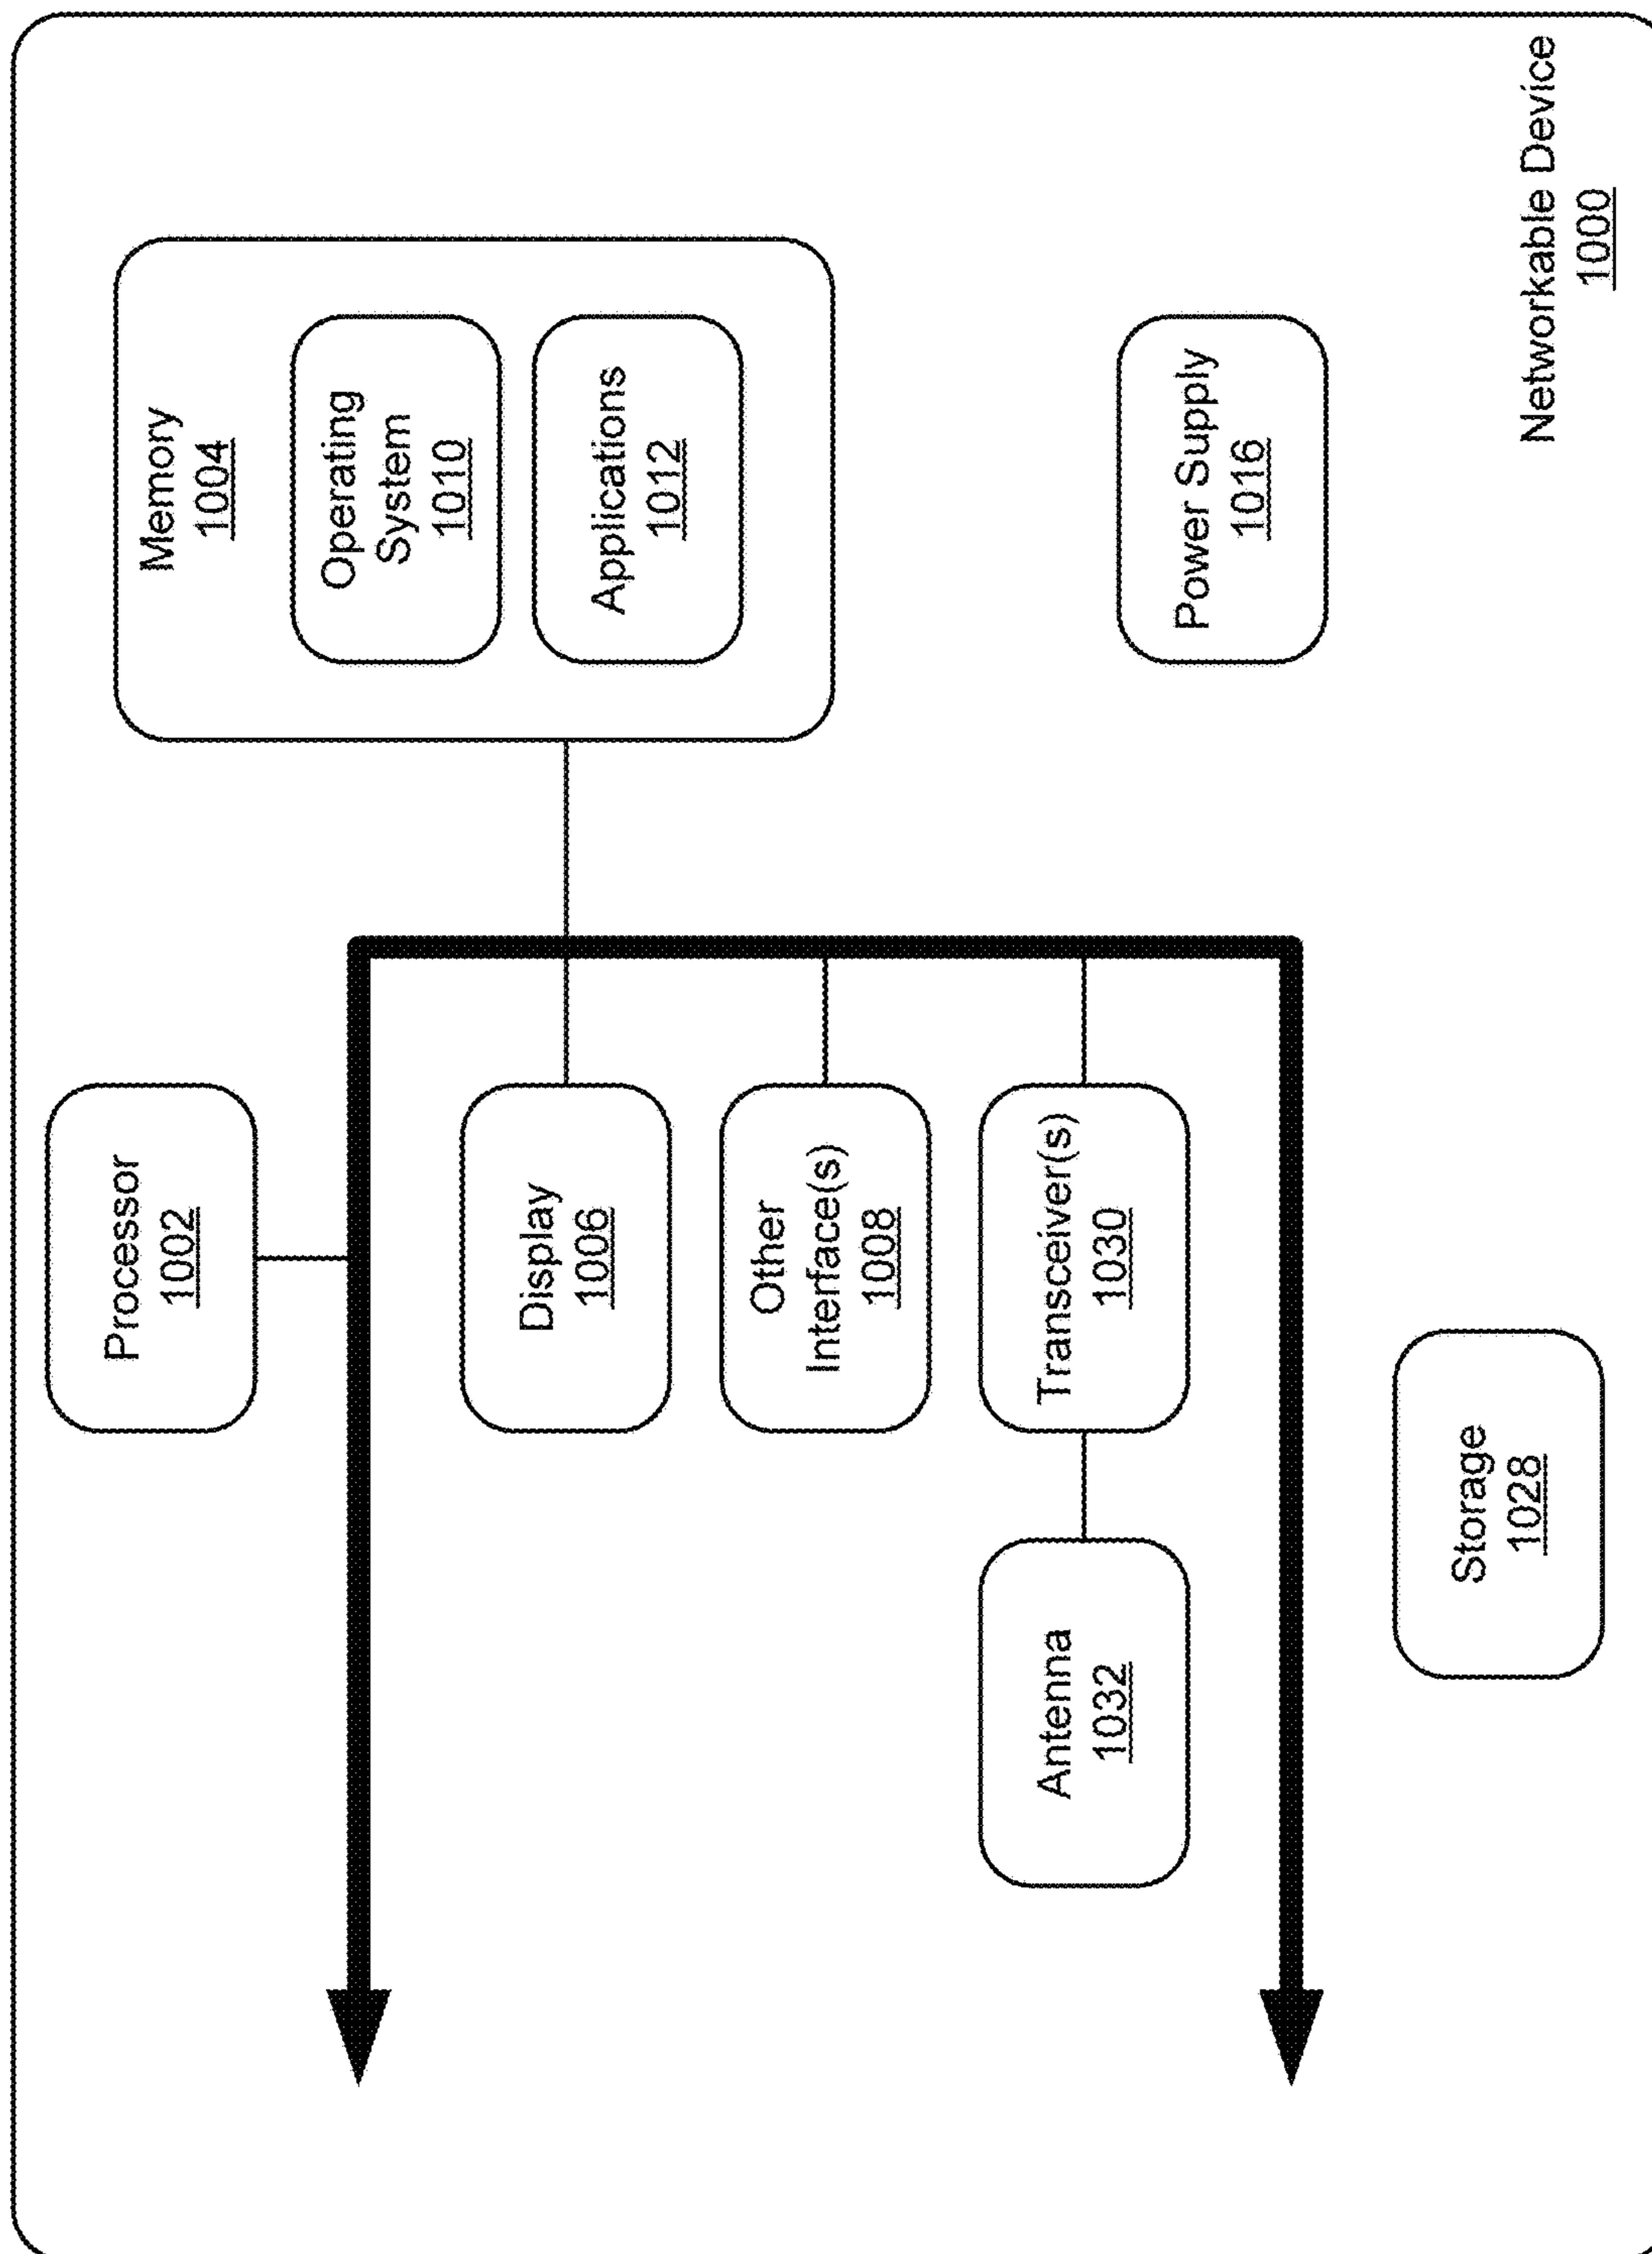 Processor
1002
Memory
1004
Operating
System
1010
Applications
1012
Display
1006
Other
Interface(s)
1008
Transceiver(s)
1030
Antenna
1032
Power Supply
1016
Storage
1028
Networkable Device
1000